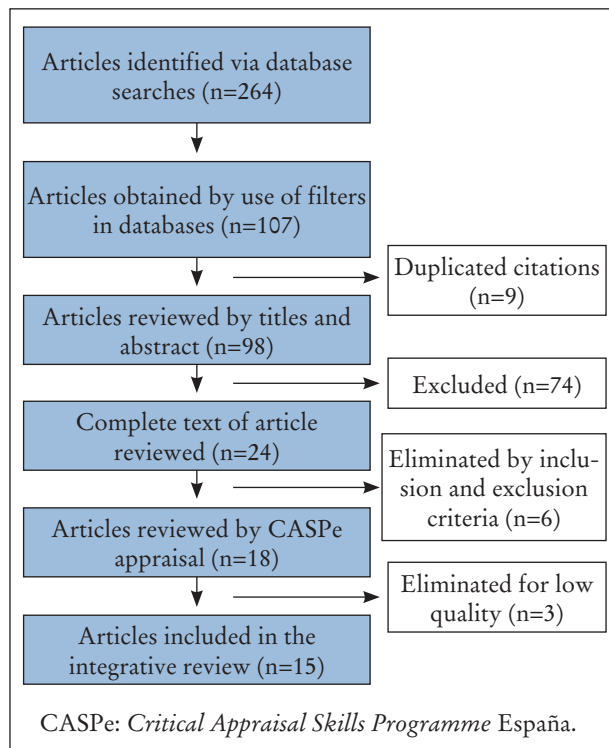 Articles identified via database
searches (n=264)
Articles obtained by use of filters
in databases (n=107)
Duplicated citations
(n=9)
Articles reviewed by titles and
abstract (n=98)
Excluded (n=74)
Complete text of article
reviewed (n=24)
Eliminated by inclu-
sion and exclusion
criteria (n=6)
Articles reviewed by CASPe
appraisal (n=18)
Eliminated for low
quality (n=3)
Articles included in the
integrative review (n=15)
CASPe: Critical Appraisal Skills Programme España.